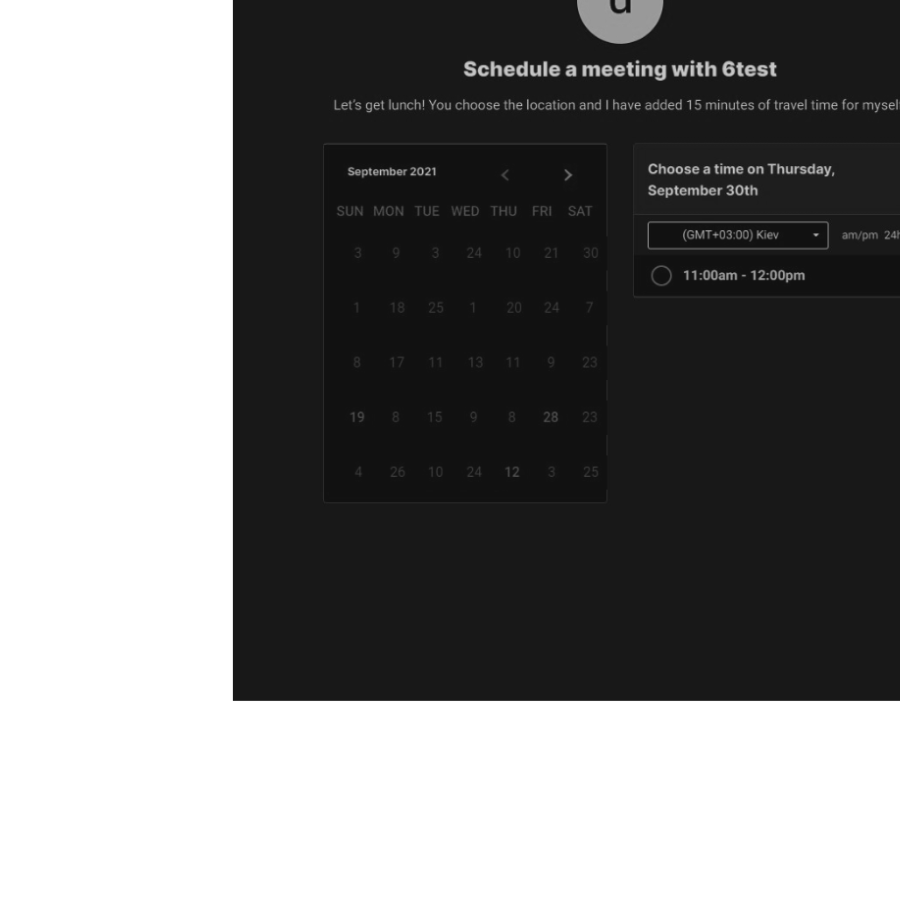 u
Schedule a meeting with 6test
Let's get lunch! You choose the location and I have added 15 minutes of travel time for
September 2021
SUN MON TUE WED THU FRI SAT
3 9 3 24 10 21 30
1 18 25 1 20 24 7
8 17 11 13 11 9 23
19 8 15 9 8 28 23
4 26 10 24 12 3 25
Choose a time on Thursday,
September 30th
(GMT+03:00) Kiev am/pm
11:00am - 12:00pm